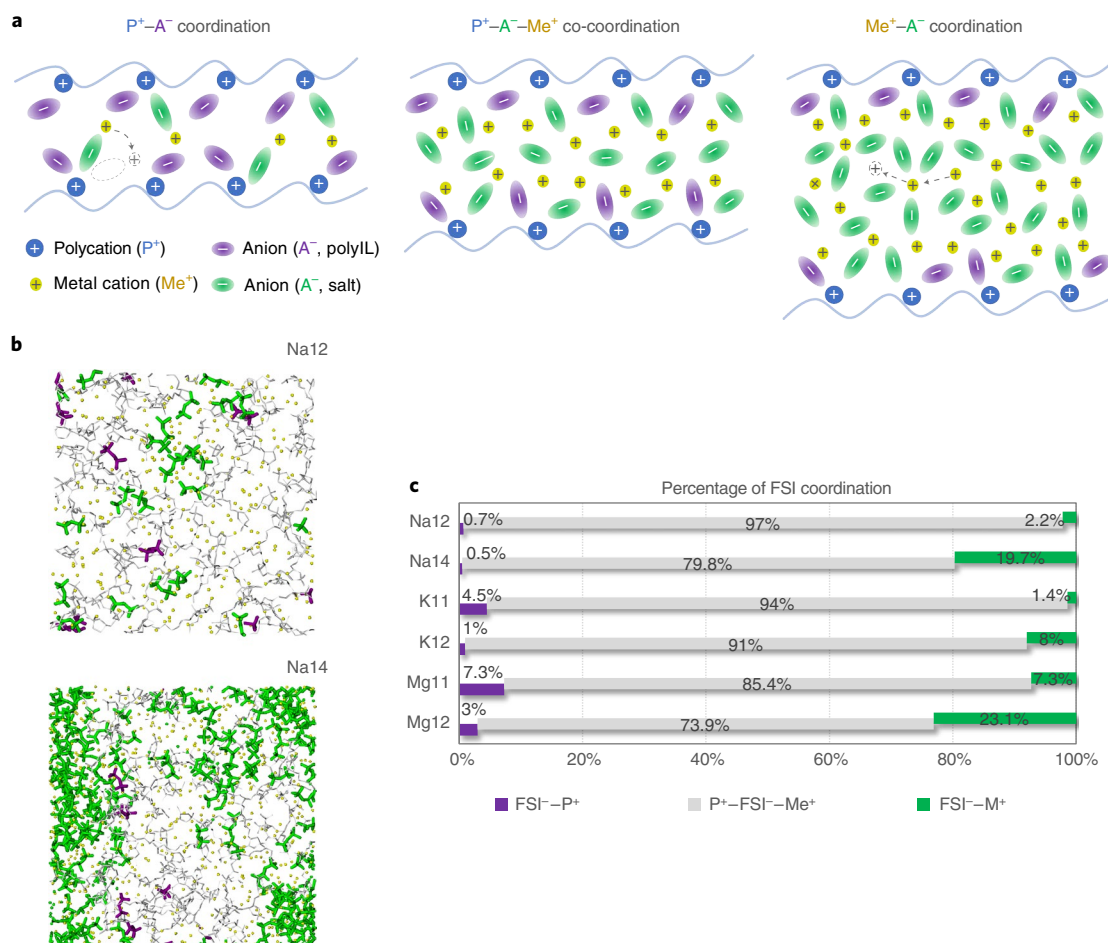 a
P⁺–A⁻ coordination
P⁺–A⁻–Me⁺ co-coordination
Me⁺–A⁻ coordination
Polycation (P⁺)
Anion (A⁻, polyIL)
Metal cation (Me⁺)
Anion (A⁻, salt)
b
Na12
Na14
c
Percentage of FSI coordination
Na12 0.7% 97% 2.2%
Na14 0.5% 79.8% 19.7%
K11 4.5% 94% 1.4%
K12 1% 91% 8%
Mg11 7.3% 85.4% 7.3%
Mg12 3% 73.9% 23.1%
0% 20% 40% 60% 80% 100%
FSI⁻–P⁺ P⁺–FSI⁻–Me⁺ FSI⁻–M⁺